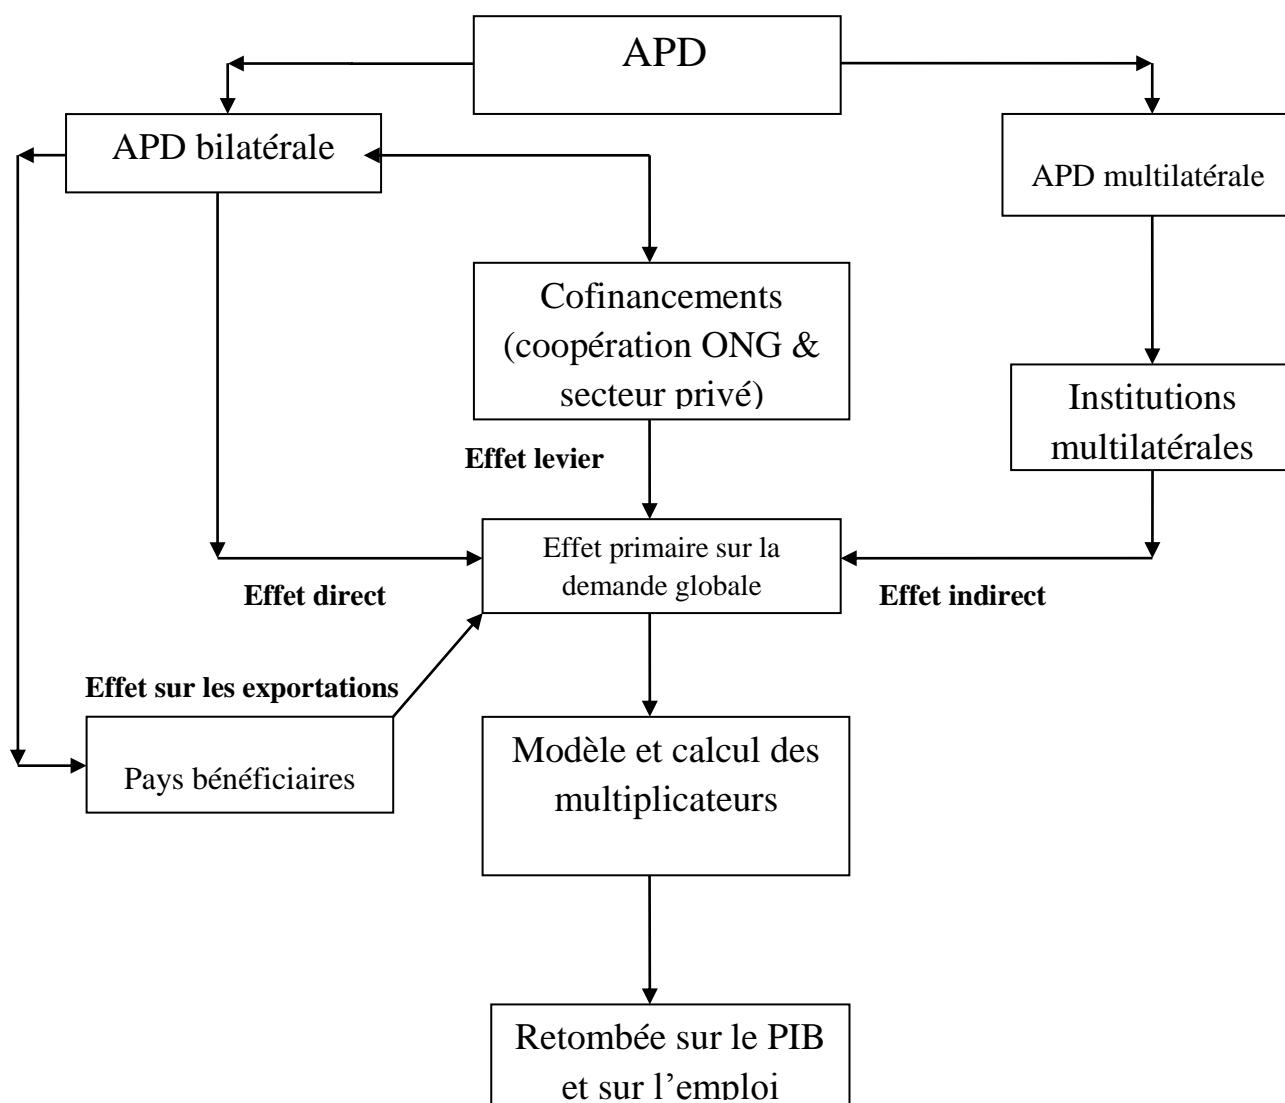 APD
APD bilatérale
APD multilatérale
Cofinancements
(coopération ONG &
secteur privé)
Institutions
multilatérales
Effet levier
Effet primaire sur la
demande globale
Effet direct
Effet indirect
Effet sur les exportations
Pays bénéficiaires
Modèle et calcul des
multiplicateurs
Retombée sur le PIB
et sur l’emploi